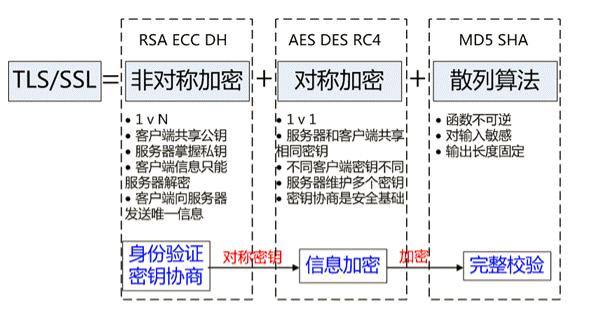 RSA ECC DH
AES DES RC4
MD5 SHA
TLS/SSL
=
非对称加密
+
对称加密
+
散列算法
• 1 v N
• 客户端共享公钥
• 服务器掌握私钥
• 客户端信息只能
服务器解密
• 客户端向服务器
发送唯一信息
• 1 v 1
• 服务器和客户端共享
相同密钥
• 不同客户端密钥不同
• 服务器维护多个密钥
• 密钥协商是安全基础
• 函数不可逆
• 对输入敏感
• 输出长度固定
身份验证
密钥协商
对称密钥
信息加密
加密
完整校验